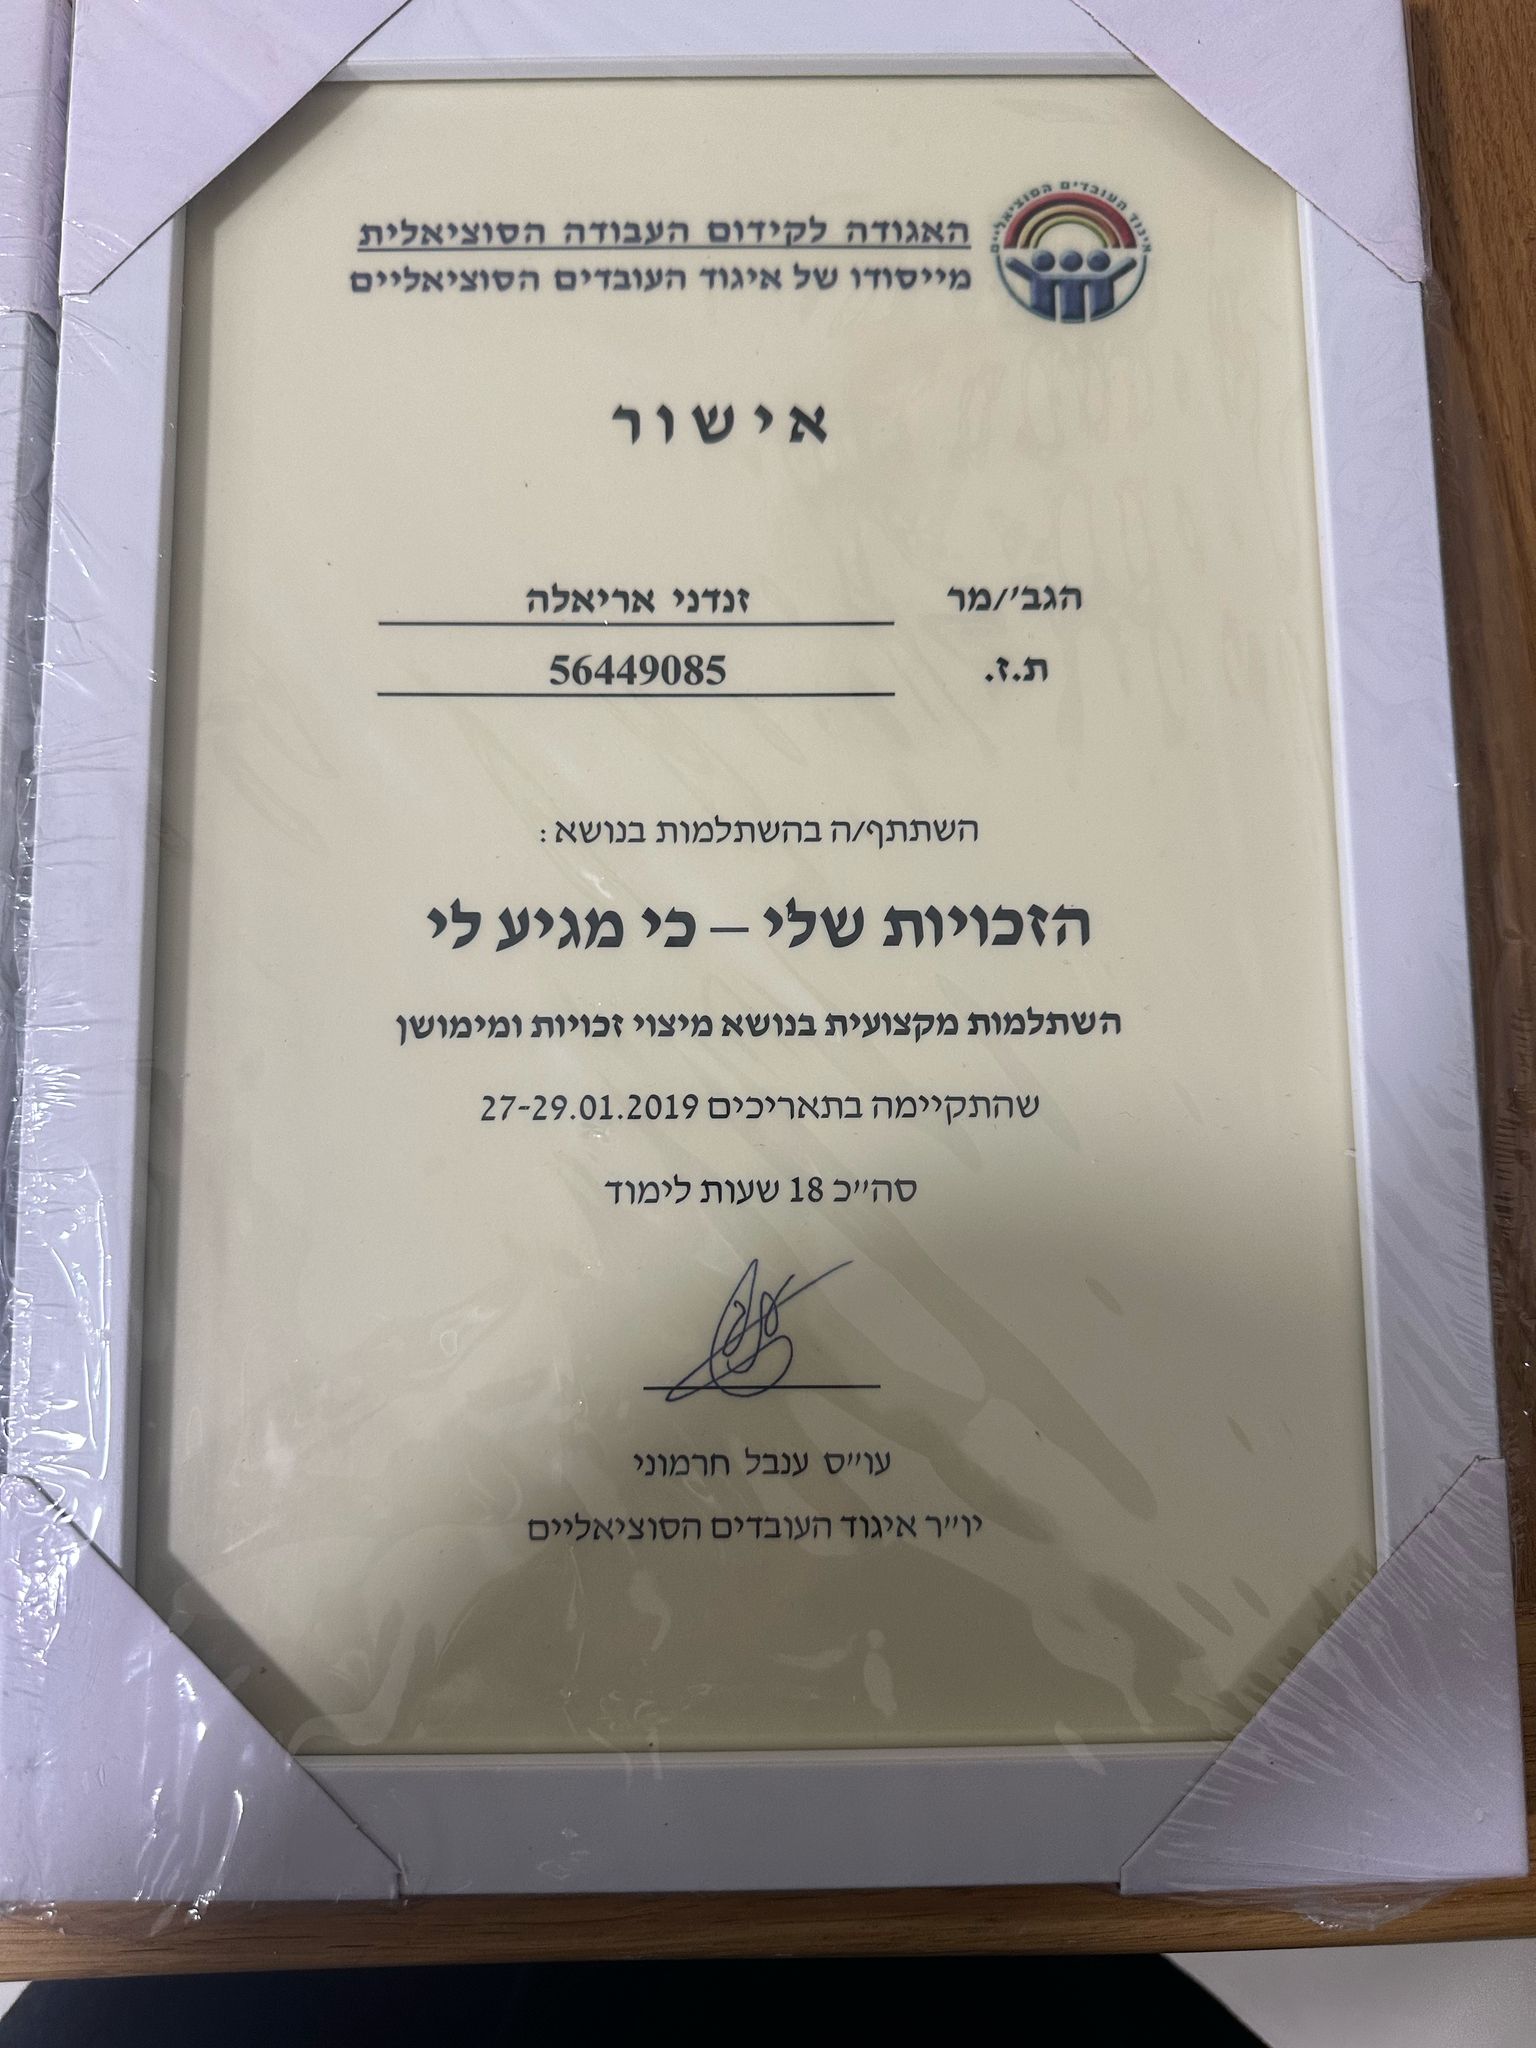 איגוד העובדים הסוציאליים
האגודה לקידום העבודה הסוציאלית
מייסודו של איגוד העובדים הסוציאליים
אישור
הגב'/מר זנדני אריאלה
ת.ז. 56449085
השתתף/ה בהשתלמות בנושא:
הזכויות שלי – כי מגיע לי
השתלמות מקצועית בנושא מיצוי זכויות ומימושן
שהתקיימה בתאריכים 27-29.01.2019
סה"כ 18 שעות לימוד
עו"ס ענבל חרמוני
יו"ר איגוד העובדים הסוציאליים